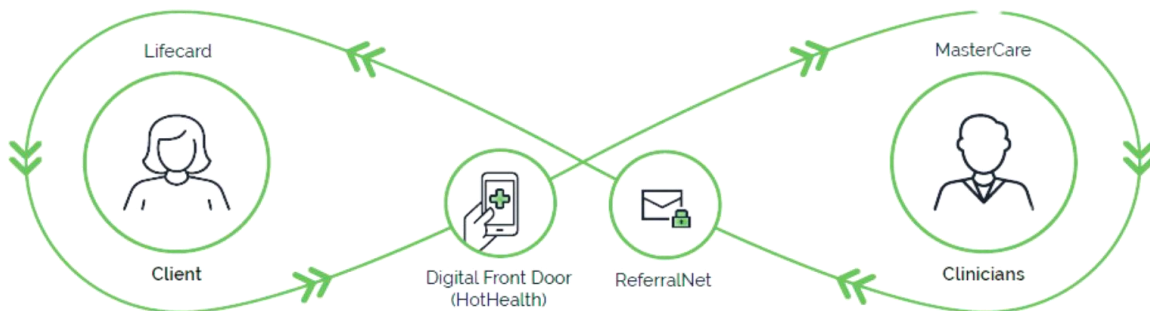 Lifecard
MasterCare
Client
Digital Front Door
(HotHealth)
ReferralNet
Clinicians